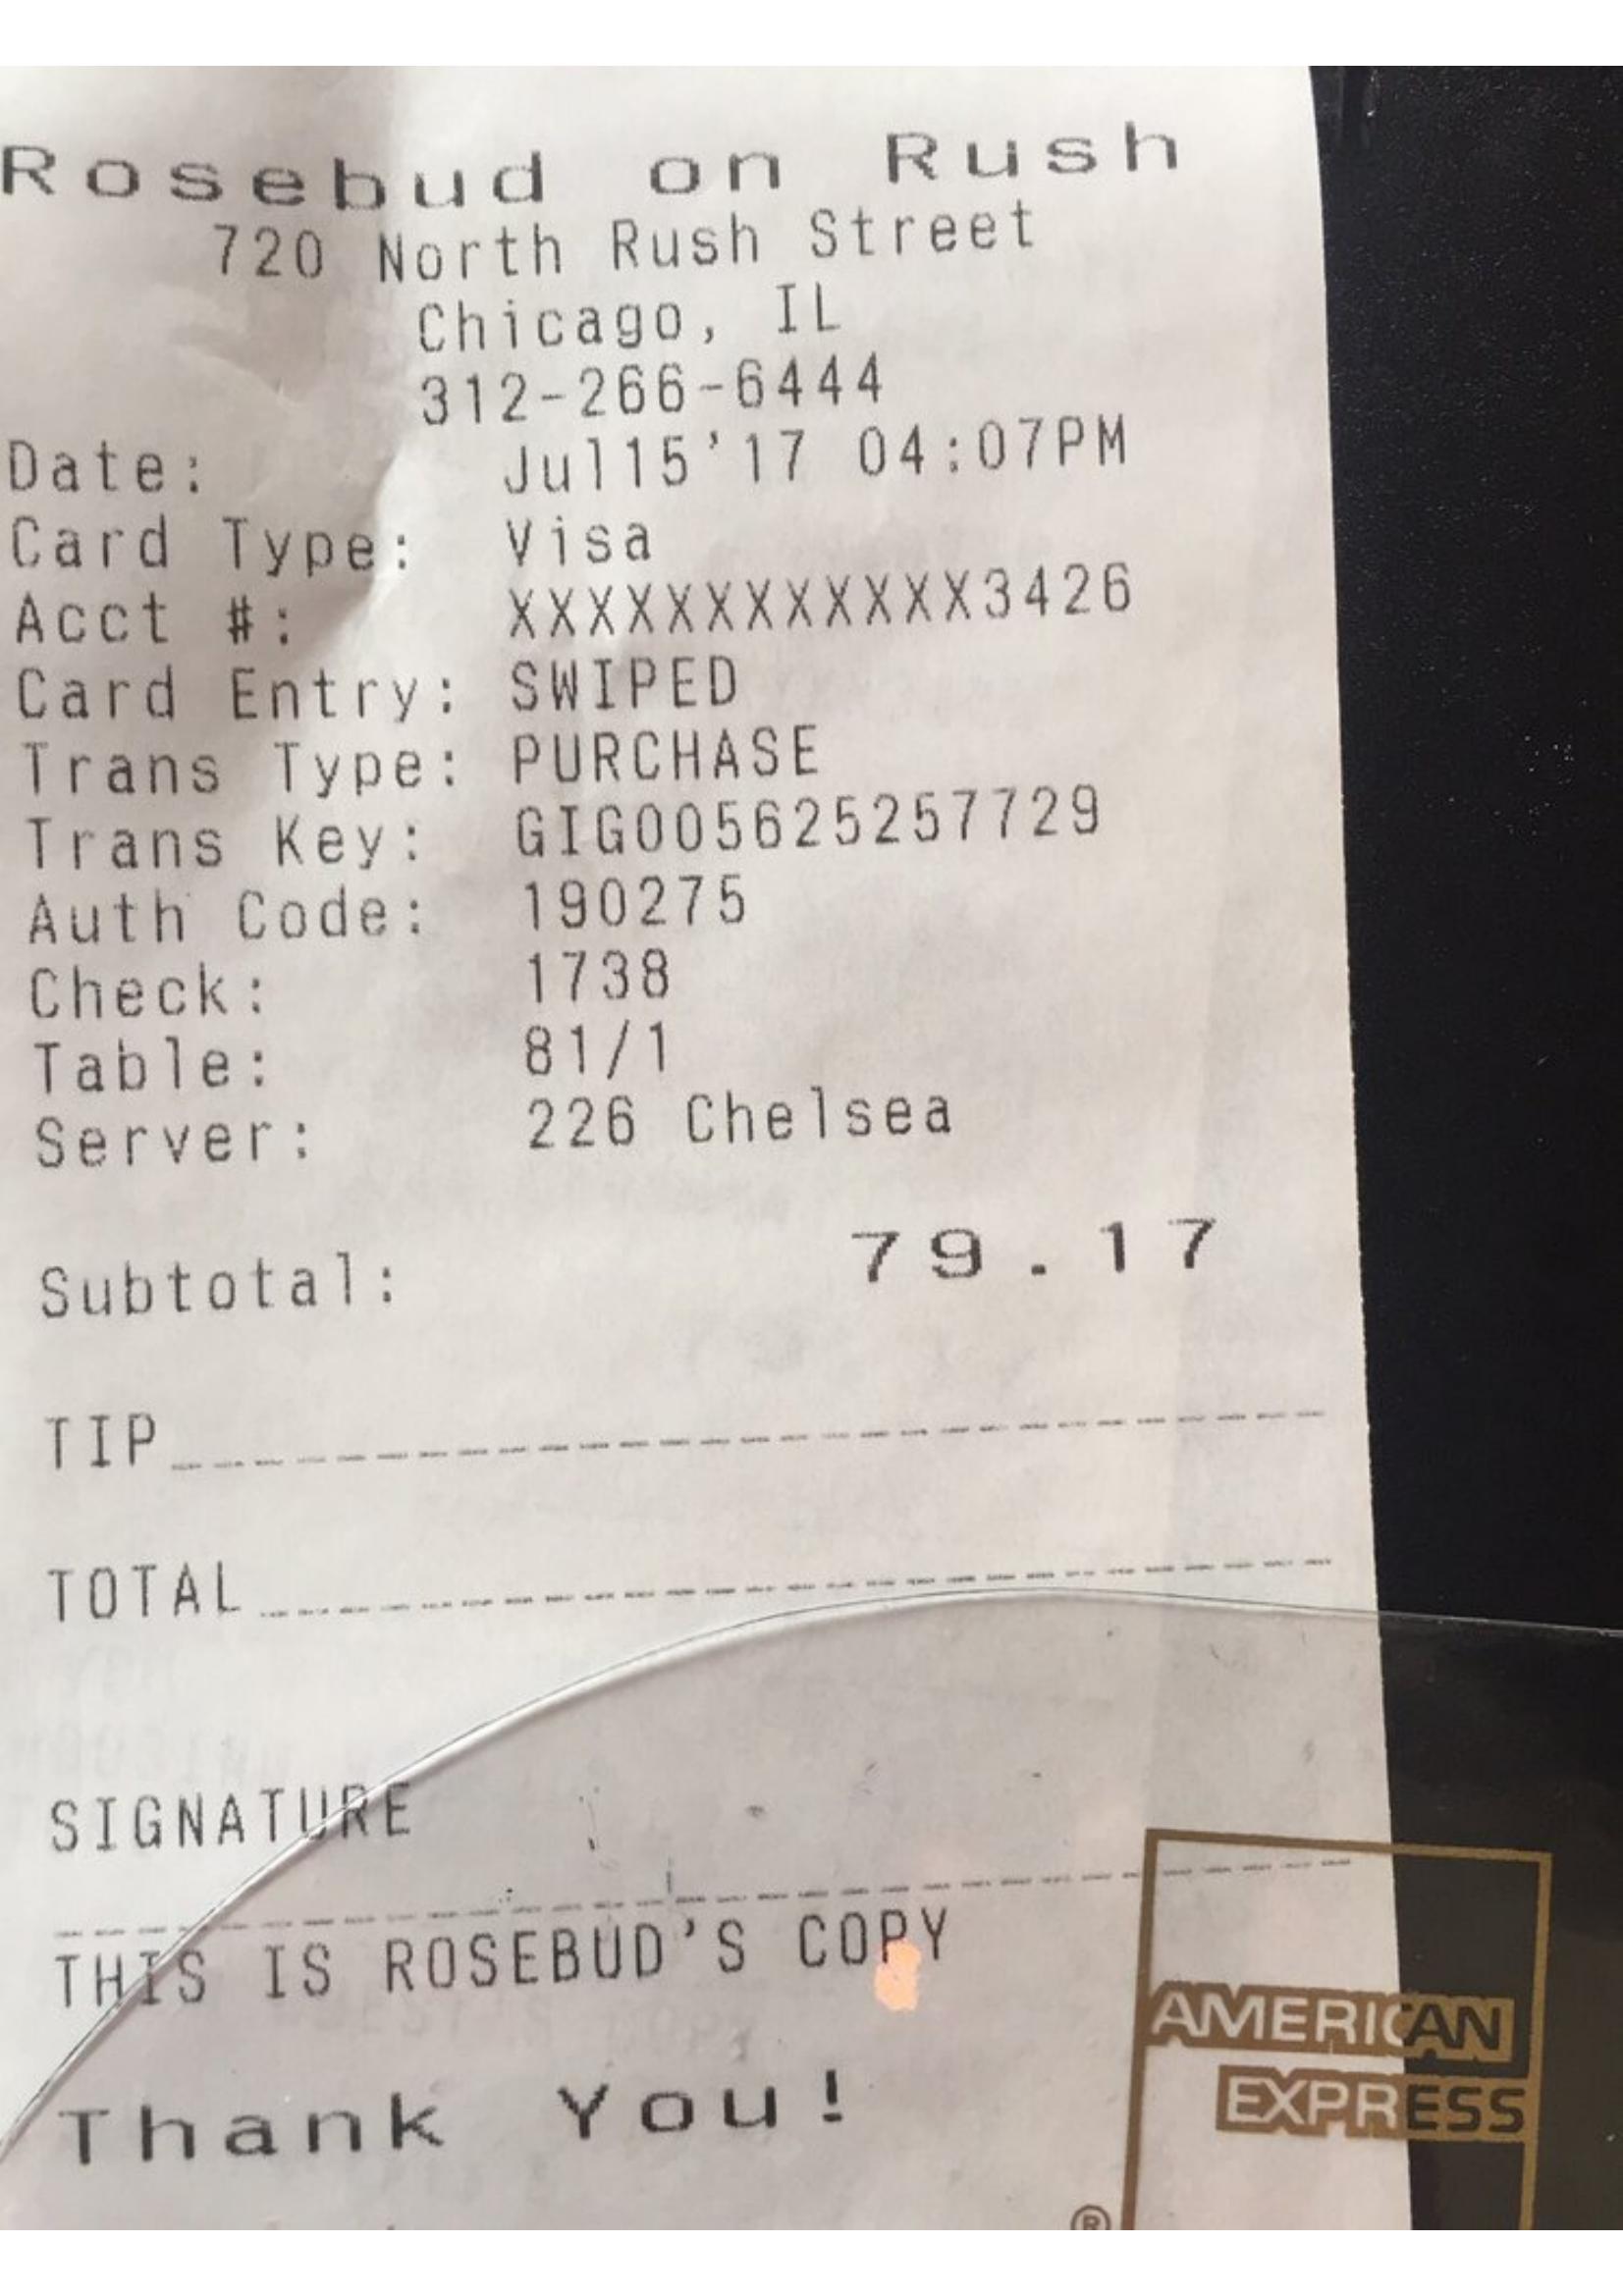 Rosebud on Rush
720 North Rush Street
Chicago, IL
312-266-6444
Date: Jul15'17 04:07PM
Card Type: Visa
Acct #: XXXXXXXXXXXX3426
Card Entry: SWIPED
Trans Type: PURCHASE
Trans Key: GIG005625257729
Auth Code: 190275
Check: 1738
Table: 81/1
Server: 226 Chelsea
Subtotal: 79.17
TIP
TOTAL
SIGNATURE
THIS IS ROSEBUD'S COPY
Thank You!
AMERICAN
EXPRESS
®